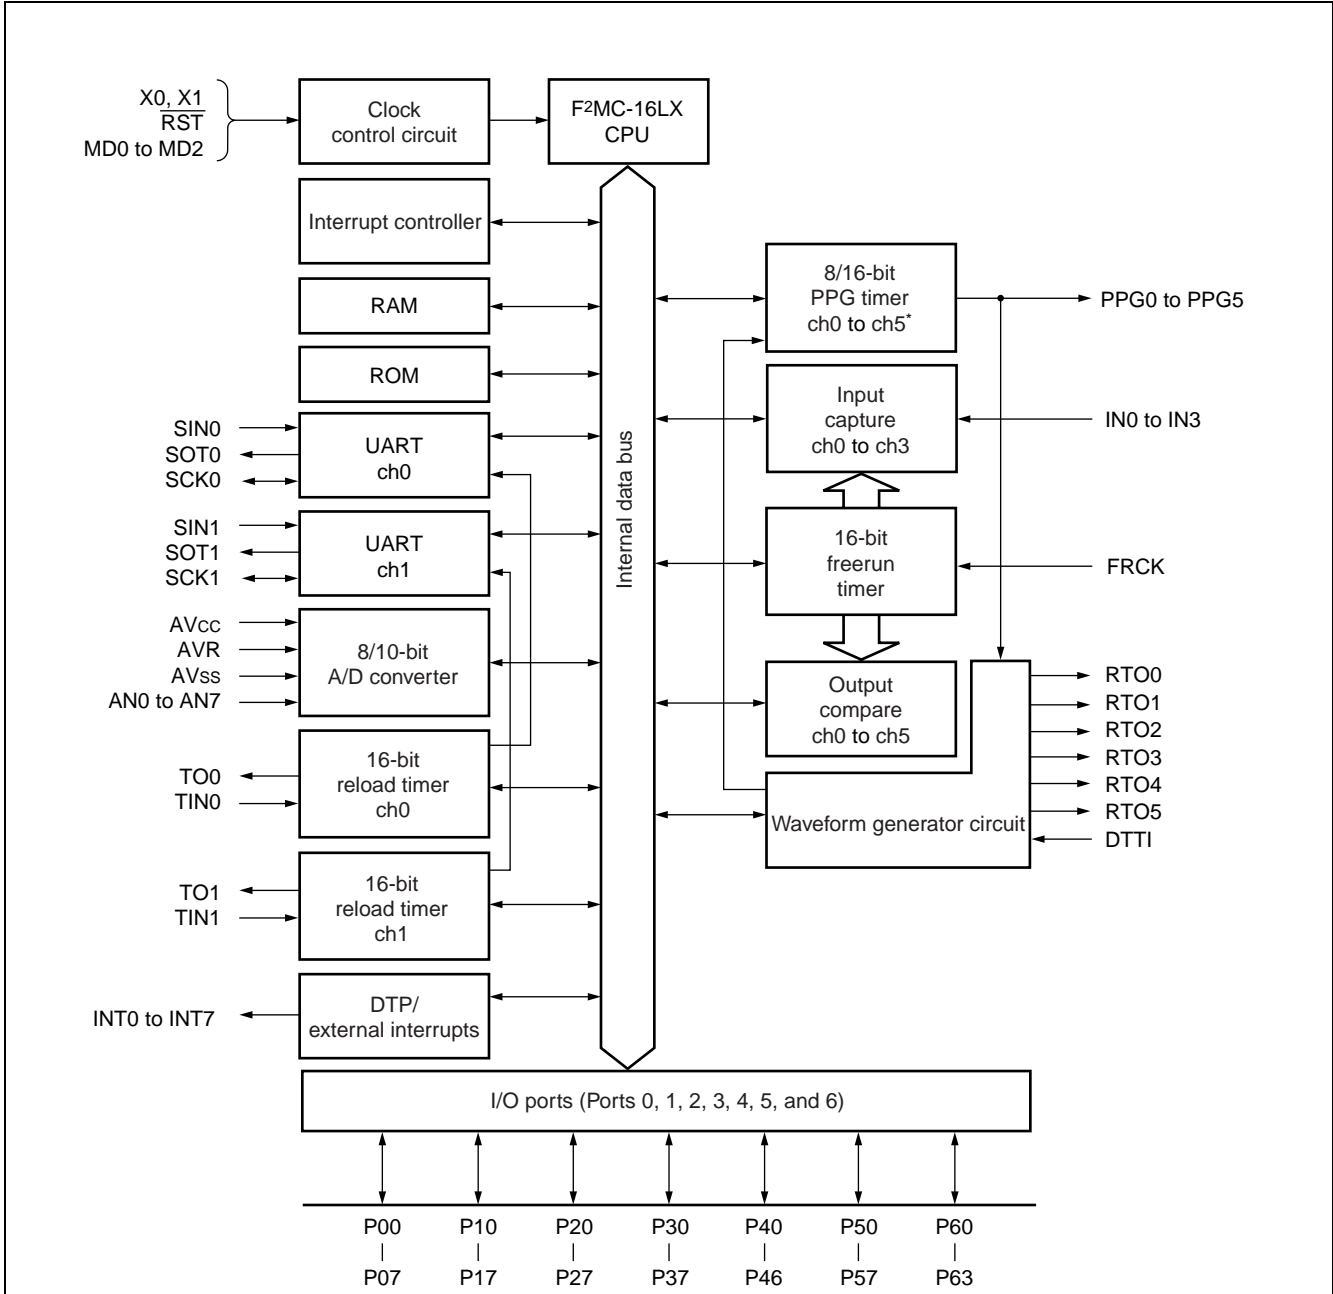 X0, X1
RST
MD0 to MD2
Clock
control circuit
F²MC-16LX
CPU
Interrupt controller
RAM
ROM
SIN0
SOT0
SCK0
UART
ch0
SIN1
SOT1
SCK1
UART
ch1
AVCC
AVR
AVSS
AN0 to AN7
8/10-bit
A/D converter
TO0
TIN0
16-bit
reload timer
ch0
TO1
TIN1
16-bit
reload timer
ch1
INT0 to INT7
DTP/
external interrupts
Internal data bus
8/16-bit
PPG timer
ch0 to ch5*
PPG0 to PPG5
Input
capture
ch0 to ch3
IN0 to IN3
16-bit
freerun
timer
FRCK
Output
compare
ch0 to ch5
Waveform generator circuit
RTO0
RTO1
RTO2
RTO3
RTO4
RTO5
DTTI
I/O ports (Ports 0, 1, 2, 3, 4, 5, and 6)
P00 P10 P20 P30 P40 P50 P60
P07 P17 P27 P37 P46 P57 P63